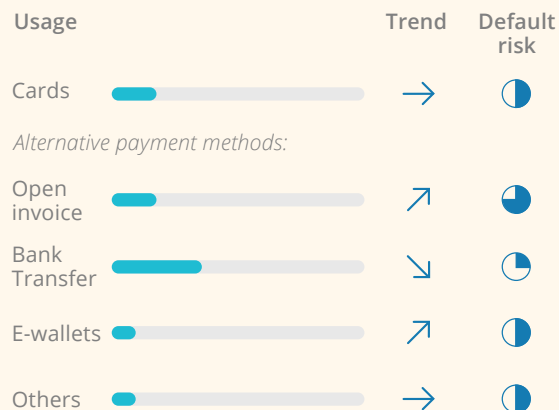 Usage
Trend
Default
risk
Cards
Alternative payment methods:
Open
invoice
Bank
Transfer
E-wallets
Others